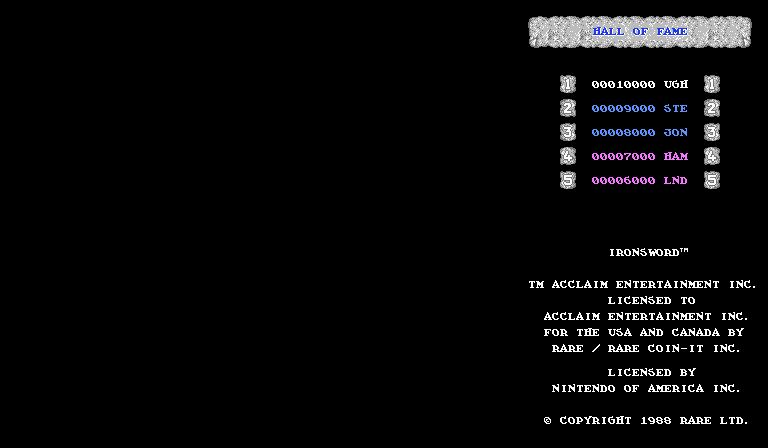 HALL OF FAME
1 00010000 UGH 1
2 00009000 STE 2
3 00008000 JON 3
4 00007000 HAM 4
5 00006000 LND 5
IRONSWORD™
TM ACCLAIM ENTERTAINMENT INC.
LICENSED TO
ACCLAIM ENTERTAINMENT INC.
FOR THE USA AND CANADA BY
RARE / RARE COIN-IT INC.
LICENSED BY
NINTENDO OF AMERICA INC.
© COPYRIGHT 1988 RARE LTD.